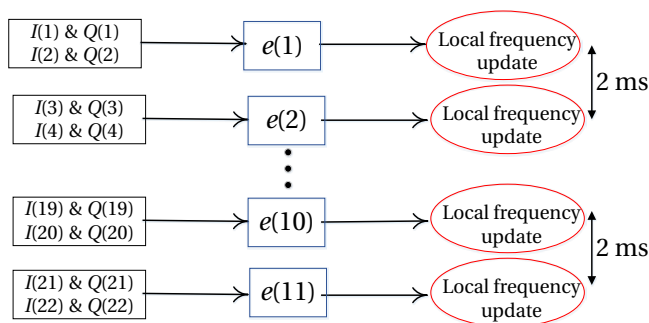 I(1) & Q(1)
I(2) & Q(2)
e(1)
Local frequency
update
2 ms
I(3) & Q(3)
I(4) & Q(4)
e(2)
Local frequency
update
I(19) & Q(19)
I(20) & Q(20)
e(10)
Local frequency
update
2 ms
I(21) & Q(21)
I(22) & Q(22)
e(11)
Local frequency
update